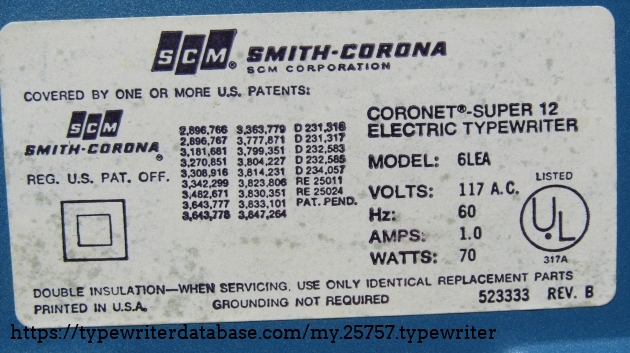 SCM® SMITH-CORONA
SCM CORPORATION
COVERED BY ONE OR MORE U.S. PATENTS:
SCM
SMITH-CORONA®
REG. U.S. PAT. OFF.
2,896,766 3,363,779 D 231,316
2,896,767 3,777,871 D 231,317
3,181,681 3,799,351 D 232,583
3,270,851 3,804,227 D 232,585
3,308,916 3,814,231 D 234,057
3,342,299 3,823,806 RE 25011
3,482,671 3,830,351 RE 25024
3,643,777 3,833,101 PAT. PEND.
3,643,778 3,847,264
CORONET®-SUPER 12
ELECTRIC TYPEWRITER
MODEL: 6LEA
VOLTS: 117 A.C.
Hz: 60
AMPS: 1.0
WATTS: 70
LISTED
UL
317A
DOUBLE INSULATION—WHEN SERVICING, USE ONLY IDENTICAL REPLACEMENT PARTS
PRINTED IN U.S.A. GROUNDING NOT REQUIRED 523333 REV. B
https://typewriterdatabase.com/my.25757.typewriter